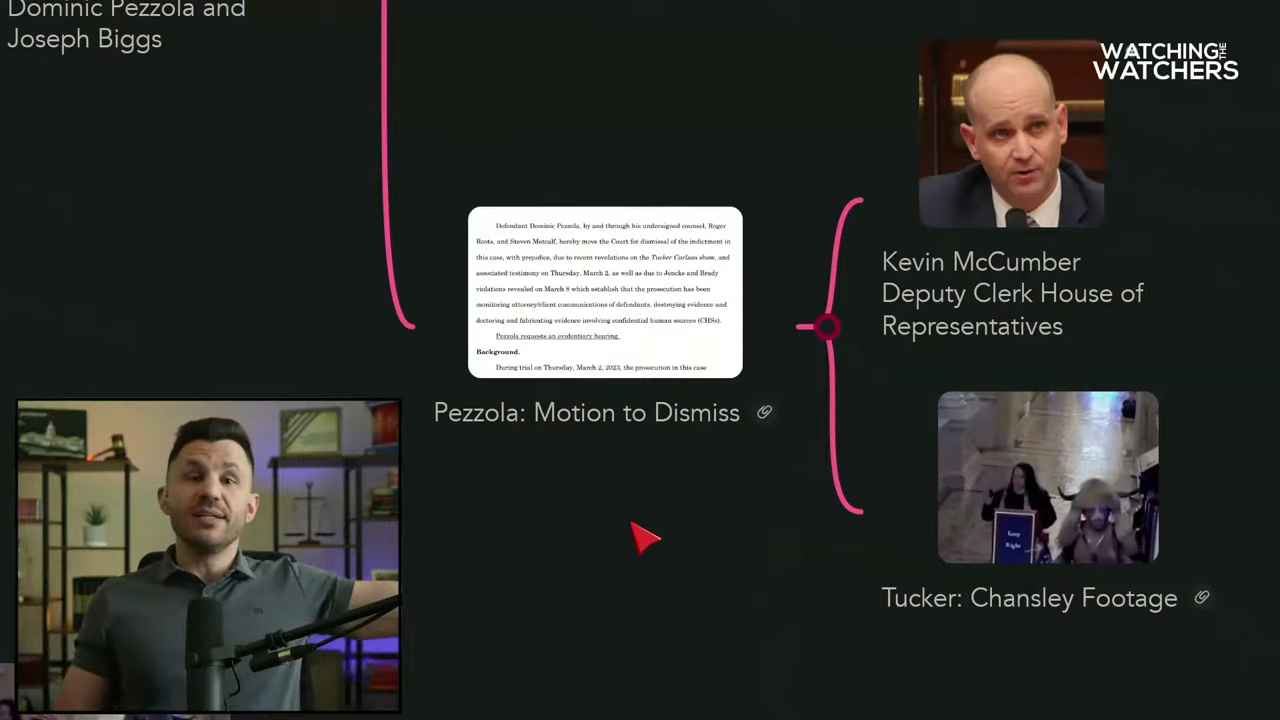 Dominic Pezzola and
Joseph Biggs
WATCHING THE
WATCHERS
Defendant Dominic Pezzola, by and through his undersigned counsel, Roger
Roots, and Steven Metcalf, hereby move the Court for dismissal of the indictment in
this case, with prejudice, due to recent revelations on the Tucker Carlson show, and
associated testimony on Thursday, March 2, as well as due to Jencks and Brady
violations revealed on March 8 which establish that the prosecution has been
monitoring attorney/client communications of defendants, destroying evidence and
doctoring and fabricating evidence involving confidential human sources (CHSs).
Pezzola requests an evidentiary hearing.
Background.
During trial on Thursday, March 2, 2023, the prosecution in this case
Pezzola: Motion to Dismiss
Kevin McCumber
Deputy Clerk House of
Representatives
Keep
Right
Tucker: Chansley Footage